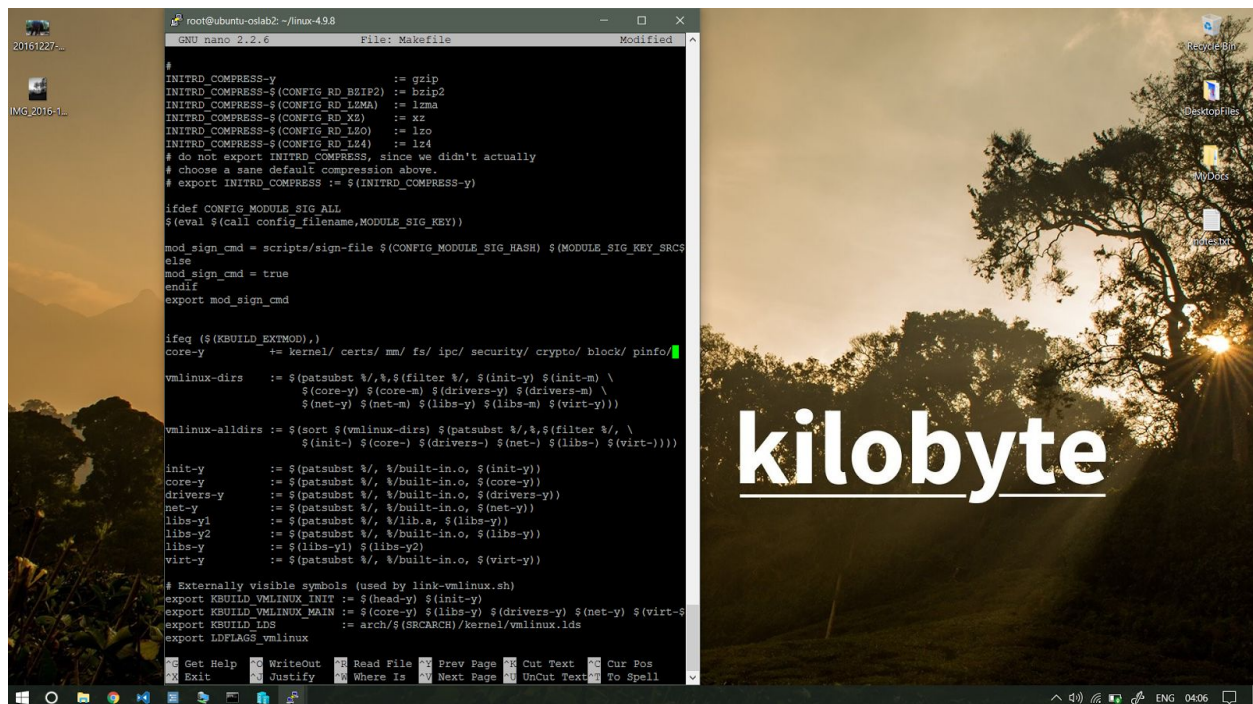 20161227-...
IMG_2016-1...
root@ubuntu-oslab2: ~/linux-4.9.8
GNU nano 2.2.6 File: Makefile Modified
#
INITRD_COMPRESS-y := gzip
INITRD_COMPRESS-$(CONFIG_RD_BZIP2) := bzip2
INITRD_COMPRESS-$(CONFIG_RD_LZMA) := lzma
INITRD_COMPRESS-$(CONFIG_RD_XZ) := xz
INITRD_COMPRESS-$(CONFIG_RD_LZO) := lzo
INITRD_COMPRESS-$(CONFIG_RD_LZ4) := lz4
# do not export INITRD_COMPRESS, since we didn't actually
# choose a sane default compression above.
# export INITRD_COMPRESS := $(INITRD_COMPRESS-y)
ifdef CONFIG_MODULE_SIG_ALL
$(eval $(call config_filename,MODULE_SIG_KEY))
mod_sign_cmd = scripts/sign-file $(CONFIG_MODULE_SIG_HASH) $(MODULE_SIG_KEY_SRC$
else
mod_sign_cmd = true
endif
export mod_sign_cmd
ifeq ($(KBUILD_EXTMOD),)
core-y += kernel/ certs/ mm/ fs/ ipc/ security/ crypto/ block/ pinfo/
vmlinux-dirs := $(patsubst %/,%,$(filter %/, $(init-y) $(init-m) \
$(core-y) $(core-m) $(drivers-y) $(drivers-m) \
$(net-y) $(net-m) $(libs-y) $(libs-m) $(virt-y)))
vmlinux-alldirs := $(sort $(vmlinux-dirs) $(patsubst %/,%,$(filter %/, \
$(init-) $(core-) $(drivers-) $(net-) $(libs-) $(virt-))))
init-y := $(patsubst %/, %/built-in.o, $(init-y))
core-y := $(patsubst %/, %/built-in.o, $(core-y))
drivers-y := $(patsubst %/, %/built-in.o, $(drivers-y))
net-y := $(patsubst %/, %/built-in.o, $(net-y))
libs-y1 := $(patsubst %/, %/lib.a, $(libs-y))
libs-y2 := $(patsubst %/, %/built-in.o, $(libs-y))
libs-y := $(libs-y1) $(libs-y2)
virt-y := $(patsubst %/, %/built-in.o, $(virt-y))
# Externally visible symbols (used by link-vmlinux.sh)
export KBUILD_VMLINUX_INIT := $(head-y) $(init-y)
export KBUILD_VMLINUX_MAIN := $(core-y) $(libs-y) $(drivers-y) $(net-y) $(virt-$
export KBUILD_LDS := arch/$(SRCARCH)/kernel/vmlinux.lds
export LDFLAGS_vmlinux
^G Get Help ^O WriteOut ^R Read File ^Y Prev Page ^K Cut Text ^C Cur Pos
^X Exit ^J Justify ^W Where Is ^V Next Page ^U UnCut Text ^T To Spell
Recycle Bin
DesktopFiles
MyDocs
notes.txt
kilobyte
ENG 04:06